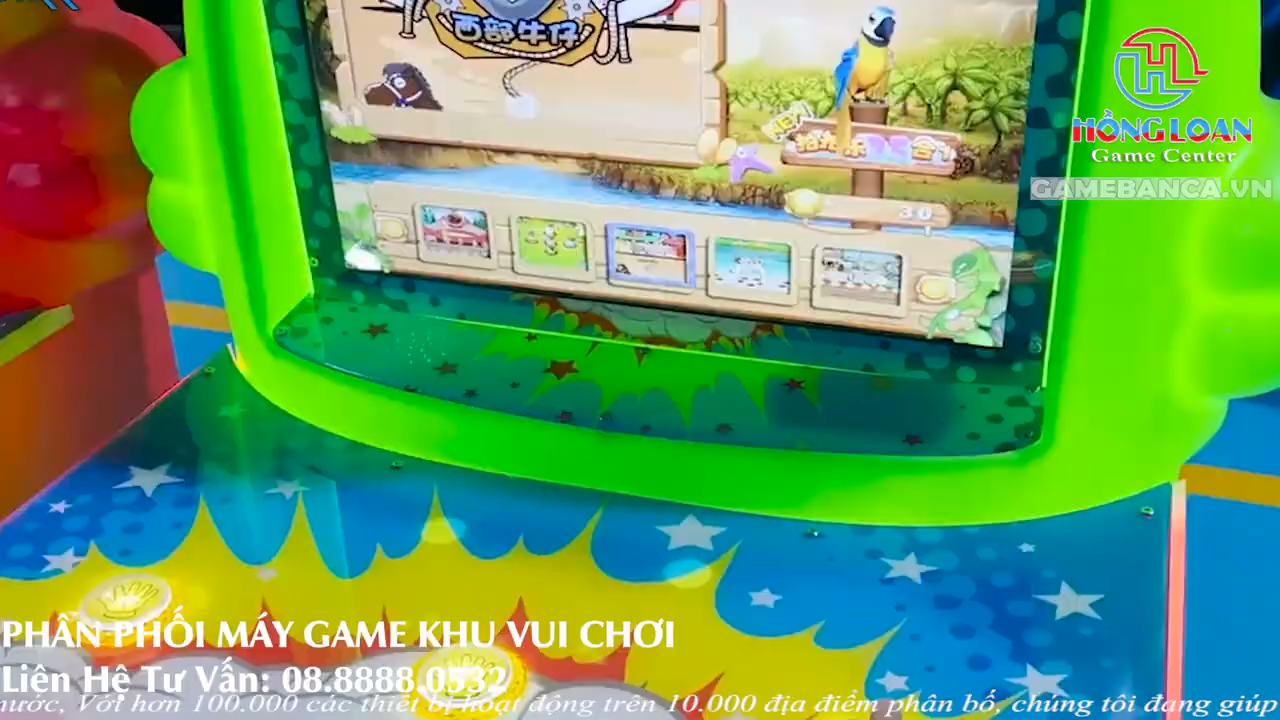 西部牛仔
NEW
30
HỒNG LOAN
Game Center
GAMEBANCA.VN
PHÂN PHỐI MÁY GAME KHU VUI CHƠI
Liên Hệ Tư Vấn: 08.8888.0532
nước, Với hơn 100.000 các thiết bị hoạt động trên 10.000 địa điểm phân bố, chúng tôi đang giúp